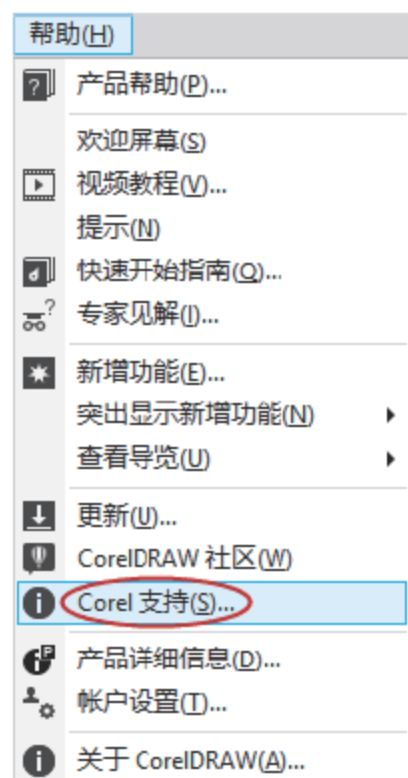 帮助(H)
产品帮助(P)...
欢迎屏幕(S)
视频教程(V)...
提示(N)
快速开始指南(Q)...
专家见解(I)...
新增功能(E)...
突出显示新增功能(N)
查看导览(U)
更新(U)...
CorelDRAW 社区(W)
Corel 支持(S)...
产品详细信息(D)...
帐户设置(T)...
关于 CorelDRAW(A)...